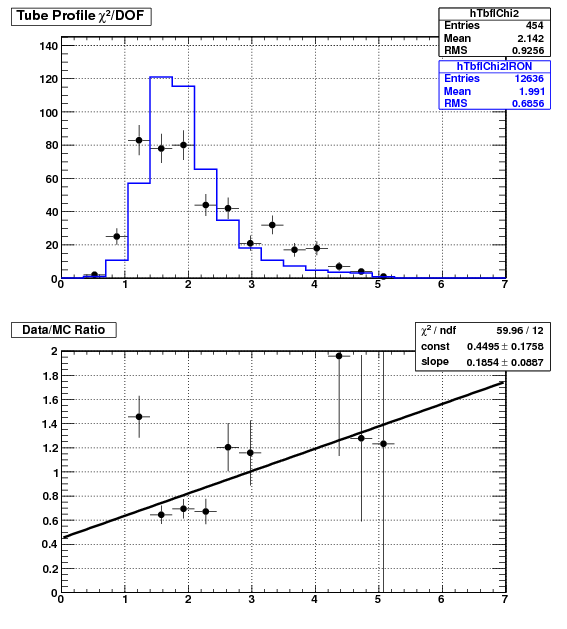 Tube Profile χ²/DOF
hTbflChi2
Entries 454
Mean 2.142
RMS 0.9256
hTbflChi2IRON
Entries 12636
Mean 1.991
RMS 0.6856
140
120
100
80
60
40
20
0
0 1 2 3 4 5 6 7
Data/MC Ratio
χ² / ndf 59.96 / 12
const 0.4495 ± 0.1758
slope 0.1854 ± 0.0887
2
1.8
1.6
1.4
1.2
1
0.8
0.6
0.4
0.2
0
0 1 2 3 4 5 6 7